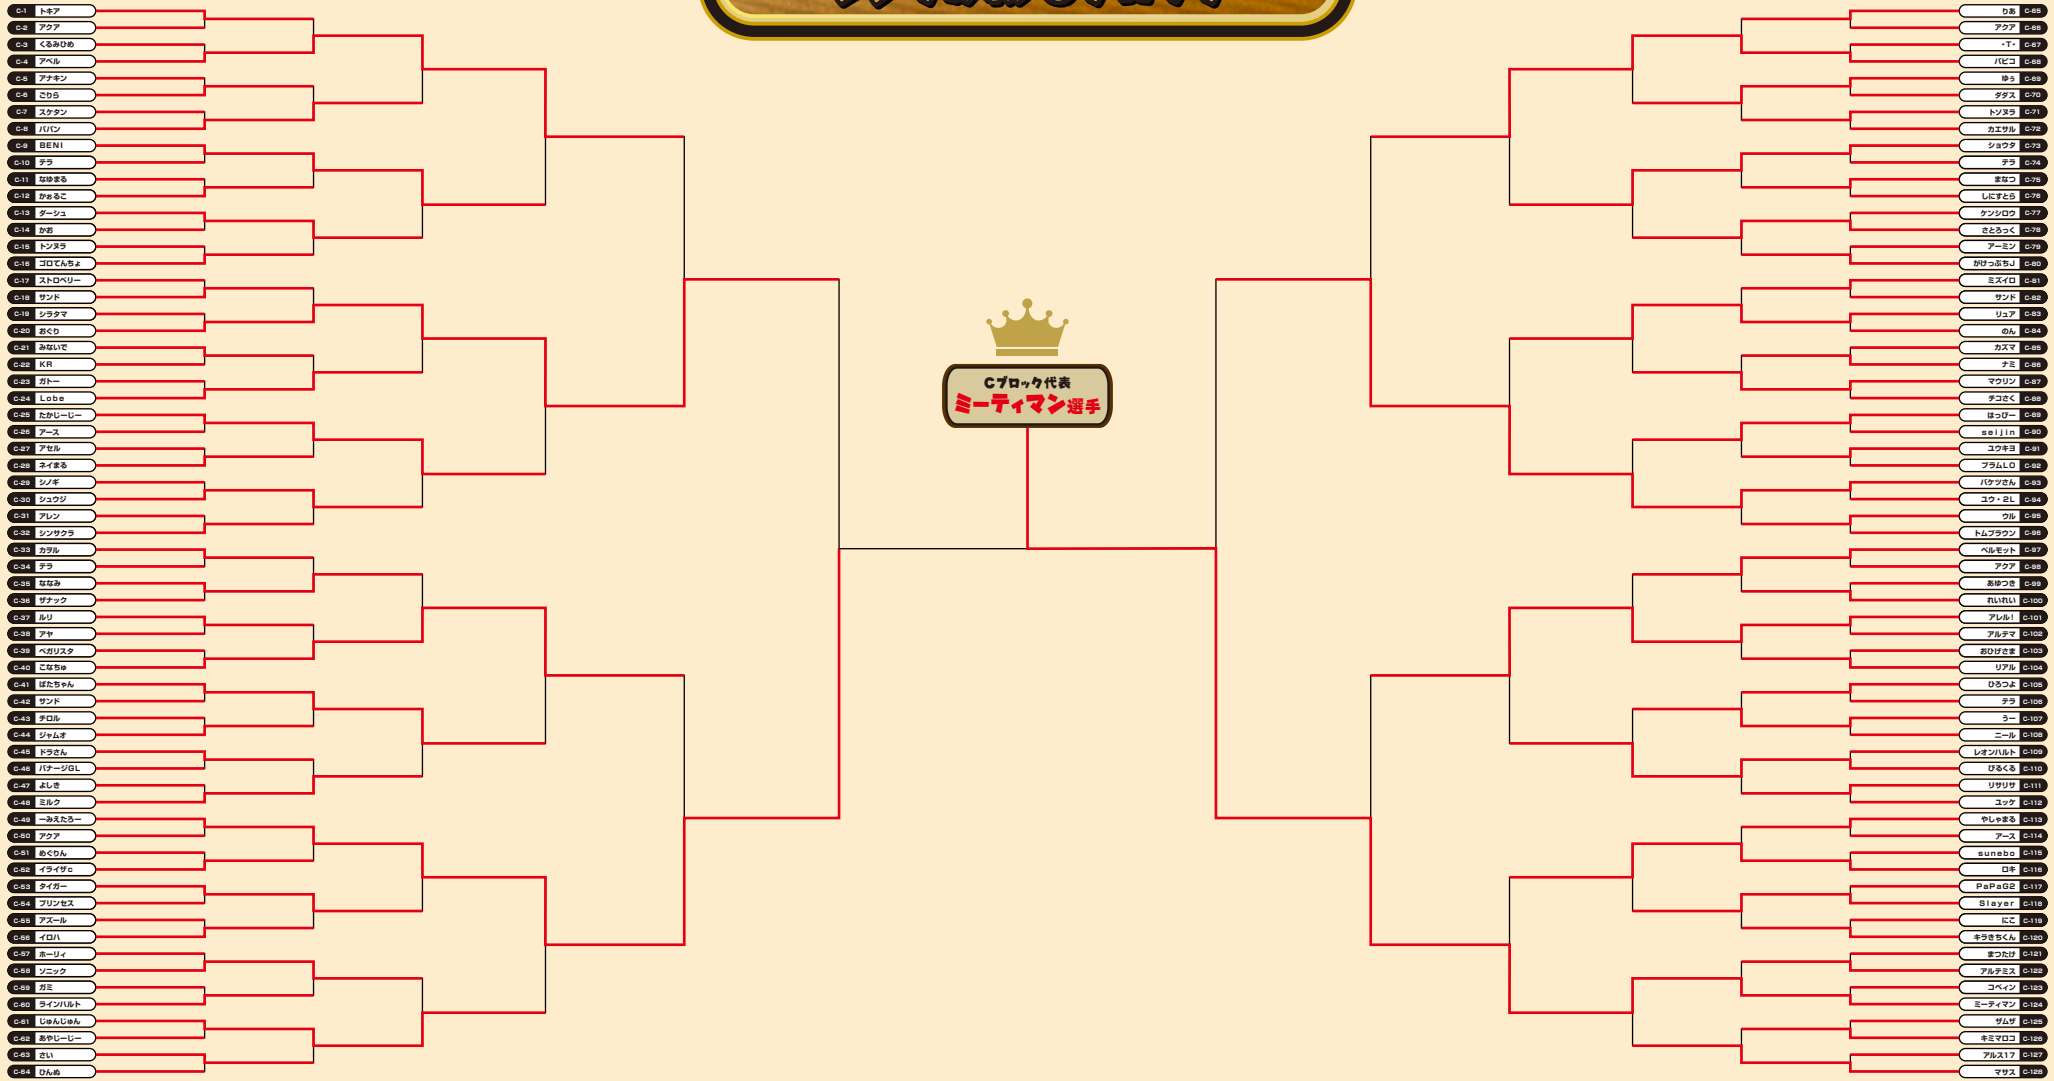 C-1 トキア
C-2 アクア
C-3 くるみひめ
C-4 アベル
C-5 アナキン
C-6 ごりら
C-7 スケタン
C-8 パパン
C-9 BENI
C-10 テラ
C-11 なゆまる
C-12 かぉるこ
C-13 ダーシュ
C-14 かお
C-15 トンヌラ
C-16 ゴロてんちょ
C-17 ストロベリー
C-18 サンド
C-19 シラタマ
C-20 おぐり
C-21 みないで
C-22 KR
C-23 ガトー
C-24 Lobe
C-25 たかじーじー
C-26 アース
C-27 アセル
C-28 ネイまる
C-29 シノギ
C-30 シュウジ
C-31 アレン
C-32 シンサクラ
C-33 カヲル
C-34 テラ
C-35 ななみ
C-36 ザナック
C-37 ルリ
C-38 アヤ
C-39 ベガリスタ
C-40 こなちゅ
C-41 ばたちゃん
C-42 サンド
C-43 チロル
C-44 ジャムオ
C-45 ドラさん
C-46 バナージGL
C-47 よしき
C-48 ミルク
C-49 ーみえたろー
C-50 アクア
C-51 めぐりん
C-52 イライザc
C-53 タイガー
C-54 プリンセス
C-55 アズール
C-56 イロハ
C-57 ホーリィ
C-58 ソニック
C-59 ガミ
C-60 ラインハルト
C-61 じゅんじゅん
C-62 あやじーじー
C-63 さい
C-64 ひんぬ
Cブロック代表
ミーティマン選手
りあ C-65
アクア C-66
・T・ C-67
パピコ C-68
ゆぅ C-69
ダダス C-70
トソヌラ C-71
カエサル C-72
ショウタ C-73
テラ C-74
まなつ C-75
しにすとら C-76
ケンシロウ C-77
さとろっく C-78
アーミン C-79
がけっぷちJ C-80
ミズイロ C-81
サンド C-82
リュア C-83
のん C-84
カズマ C-85
ナミ C-86
マウリン C-87
チコさく C-88
はっぴー C-89
seijin C-90
ユウキヨ C-91
プラムLO C-92
バケツさん C-93
ユウ・2L C-94
ウル C-95
トムブラウン C-96
ベルモット C-97
アクア C-98
あゆつき C-99
れいれい C-100
アレル! C-101
アルテマ C-102
おひげさま C-103
リアル C-104
ひろつよ C-105
テラ C-106
うー C-107
ニール C-108
レオンハルト C-109
ぴるくる C-110
リサリサ C-111
ユッケ C-112
やしゃまる C-113
アース C-114
sunebo C-115
ロキ C-116
PaPaG2 C-117
Slayer C-118
にこ C-119
キラきちくん C-120
まつたけ C-121
アルテミス C-122
コベィン C-123
ミーティマン C-124
ザムザ C-125
キミマロコ C-126
アルス17 C-127
マサス C-128